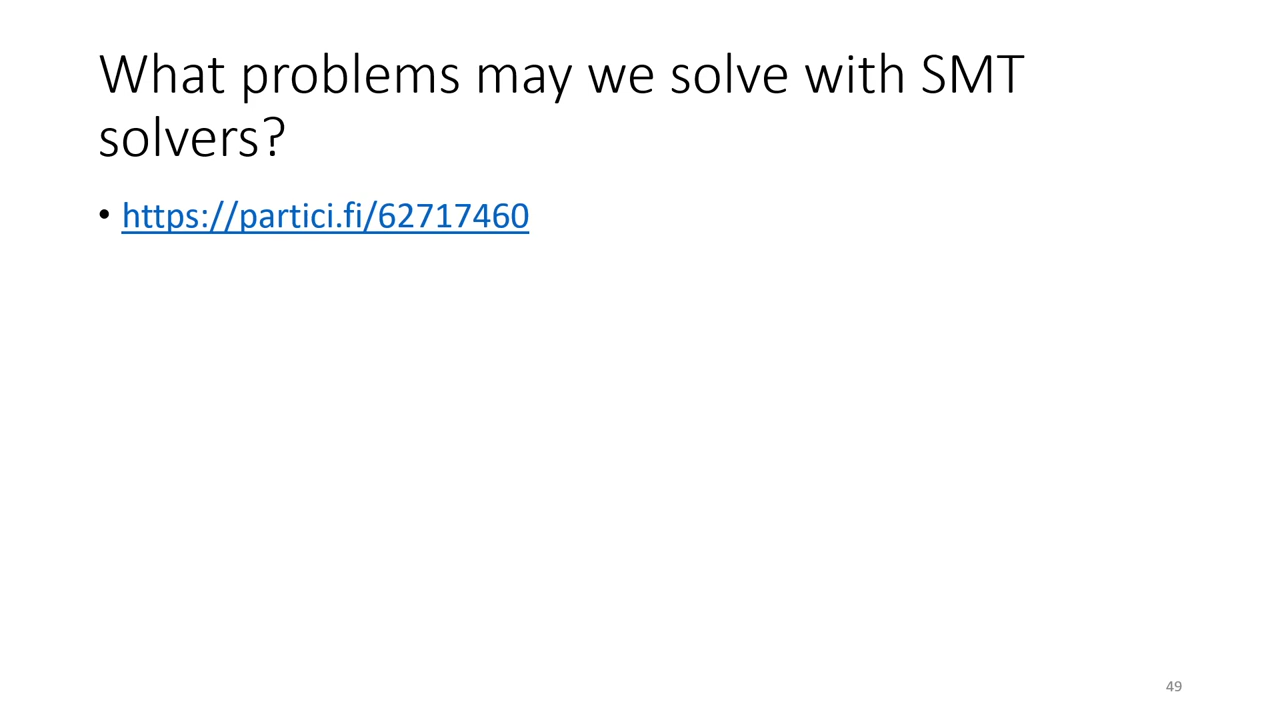 What problems may we solve with SMT
solvers?
• https://partici.fi/62717460
49